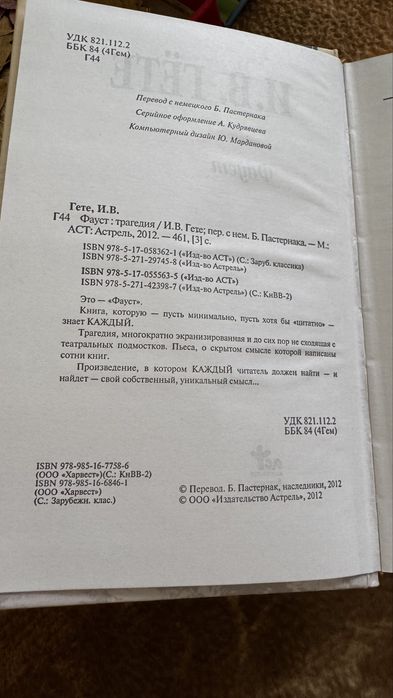 УДК 821.112.2
ББК 84 (4Гем)
Г44
Перевод с немецкого Б. Пастернака
Серийное оформление А. Кудрявцева
Компьютерный дизайн Ю. Мардановой
Гете, И.В.
Г44 Фауст : трагедия / И.В. Гете; пер. с нем. Б. Пастернака. — М.:
АСТ: Астрель, 2012. — 461, [3] с.
ISBN 978-5-17-058362-1 («Изд-во АСТ») (С.: Заруб. классика)
ISBN 978-5-271-29745-8 («Изд-во Астрель»)
ISBN 978-5-17-055563-5 («Изд-во АСТ»)
ISBN 978-5-271-42398-7 («Изд-во Астрель») (С.: КнВВ-2)
Это — «Фауст».
Книга, которую — пусть минимально, пусть хотя бы «цитатно» —
знает КАЖДЫЙ.
Трагедия, многократно экранизированная и до сих пор не сходящая с
театральных подмостков. Пьеса, о скрытом смысле которой написаны
сотни книг.
Произведение, в котором КАЖДЫЙ читатель должен найти — и
найдет — свой собственный, уникальный смысл...
УДК 821.112.2
ББК 84 (4Гем)
ISBN 978-985-16-7758-6
(ООО «Харвест»)(С.: КнВВ-2)
ISBN 978-985-16-6846-1
(ООО «Харвест»)
(С.: Зарубежн. клас.)
© Перевод. Б. Пастернак, наследники, 2012
© ООО «Издательство Астрель», 2012